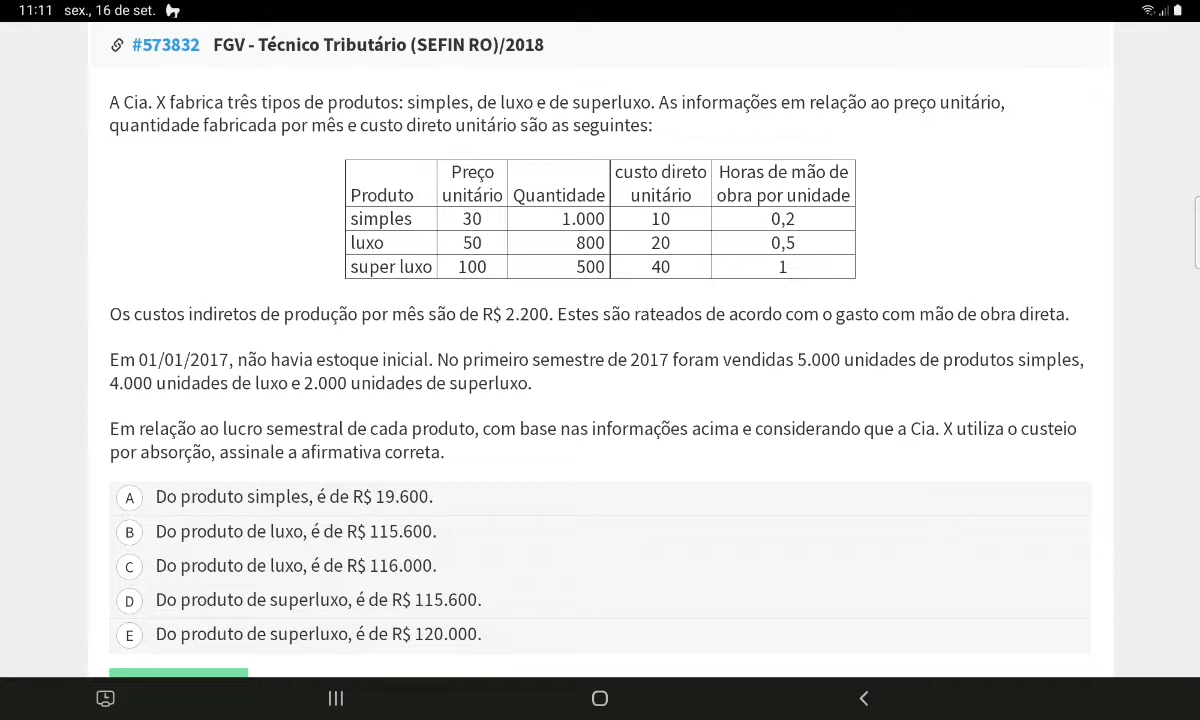 11:11 sex., 16 de set.
#573832 FGV - Técnico Tributário (SEFIN RO)/2018
A Cia. X fabrica três tipos de produtos: simples, de luxo e de superluxo. As informações em relação ao preço unitário,
quantidade fabricada por mês e custo direto unitário são as seguintes:
Produto Preço unitário Quantidade custo direto unitário Horas de mão de obra por unidade
simples 30 1.000 10 0,2
luxo 50 800 20 0,5
super luxo 100 500 40 1
Os custos indiretos de produção por mês são de R$ 2.200. Estes são rateados de acordo com o gasto com mão de obra direta.
Em 01/01/2017, não havia estoque inicial. No primeiro semestre de 2017 foram vendidas 5.000 unidades de produtos simples,
4.000 unidades de luxo e 2.000 unidades de superluxo.
Em relação ao lucro semestral de cada produto, com base nas informações acima e considerando que a Cia. X utiliza o custeio
por absorção, assinale a afirmativa correta.
A Do produto simples, é de R$ 19.600.
B Do produto de luxo, é de R$ 115.600.
C Do produto de luxo, é de R$ 116.000.
D Do produto de superluxo, é de R$ 115.600.
E Do produto de superluxo, é de R$ 120.000.